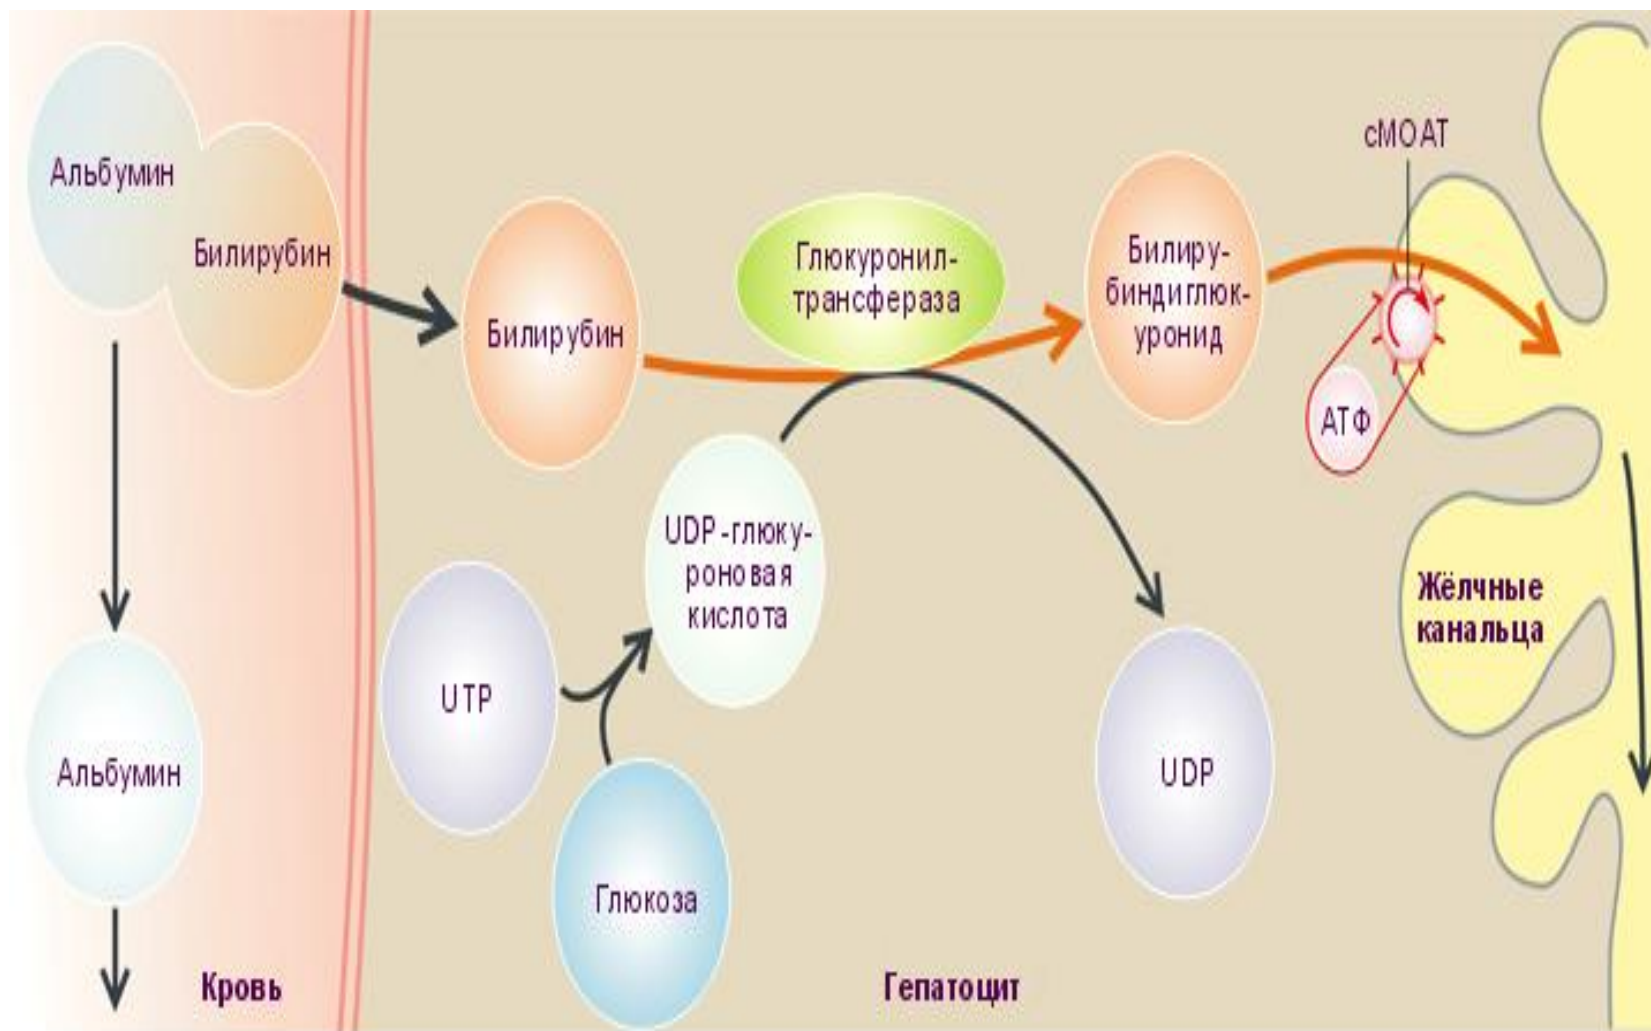 Альбумин
Билирубин
Билирубин
Глюкуронил-
трансфераза
Билиру-
биндиглюк-
уронид
сМОАТ
АТФ
UDP-глюку-
роновая
кислота
UTP
Глюкоза
UDP
Жёлчные
канальца
Альбумин
Кровь
Гепатоцит